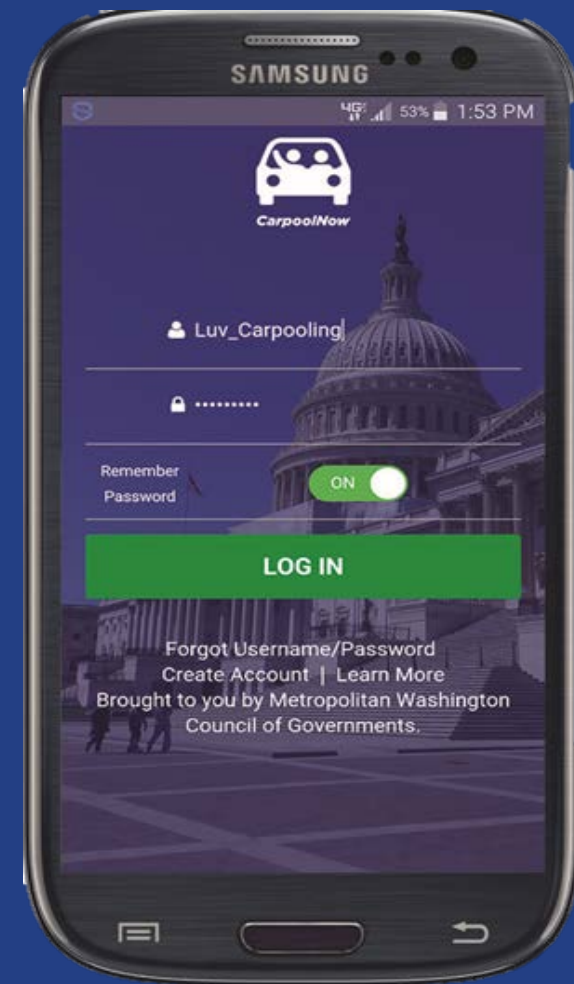 SAMSUNG
4G 53% 1:53 PM
CarpoolNow
Luv_Carpooling
•••••••••
Remember
Password
ON
LOG IN
Forgot Username/Password
Create Account | Learn More
Brought to you by Metropolitan Washington
Council of Governments.